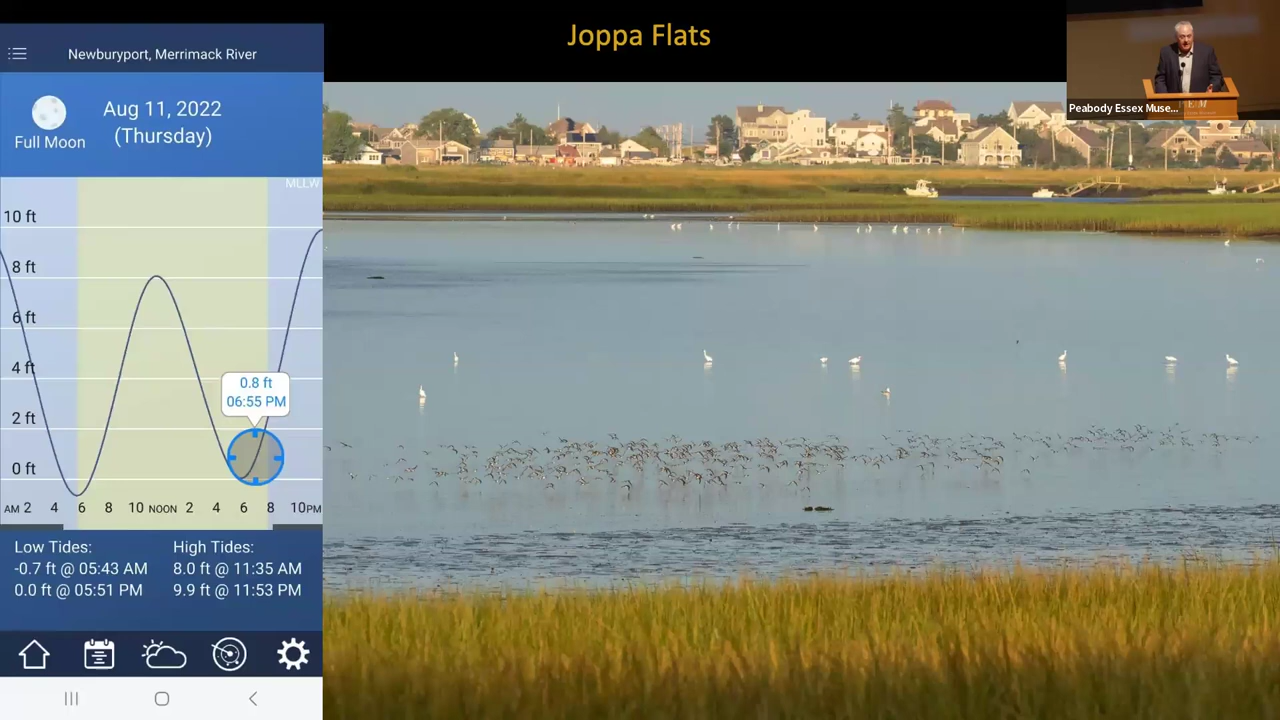 Joppa Flats
Newburyport, Merrimack River
Full Moon
Aug 11, 2022
(Thursday)
MLLW
10 ft
8 ft
6 ft
4 ft
2 ft
0 ft
0.8 ft
06:55 PM
AM 2 4 6 8 10 NOON 2 4 6 8 10PM
Low Tides:
-0.7 ft @ 05:43 AM
0.0 ft @ 05:51 PM
High Tides:
8.0 ft @ 11:35 AM
9.9 ft @ 11:53 PM
Peabody Essex Muse...